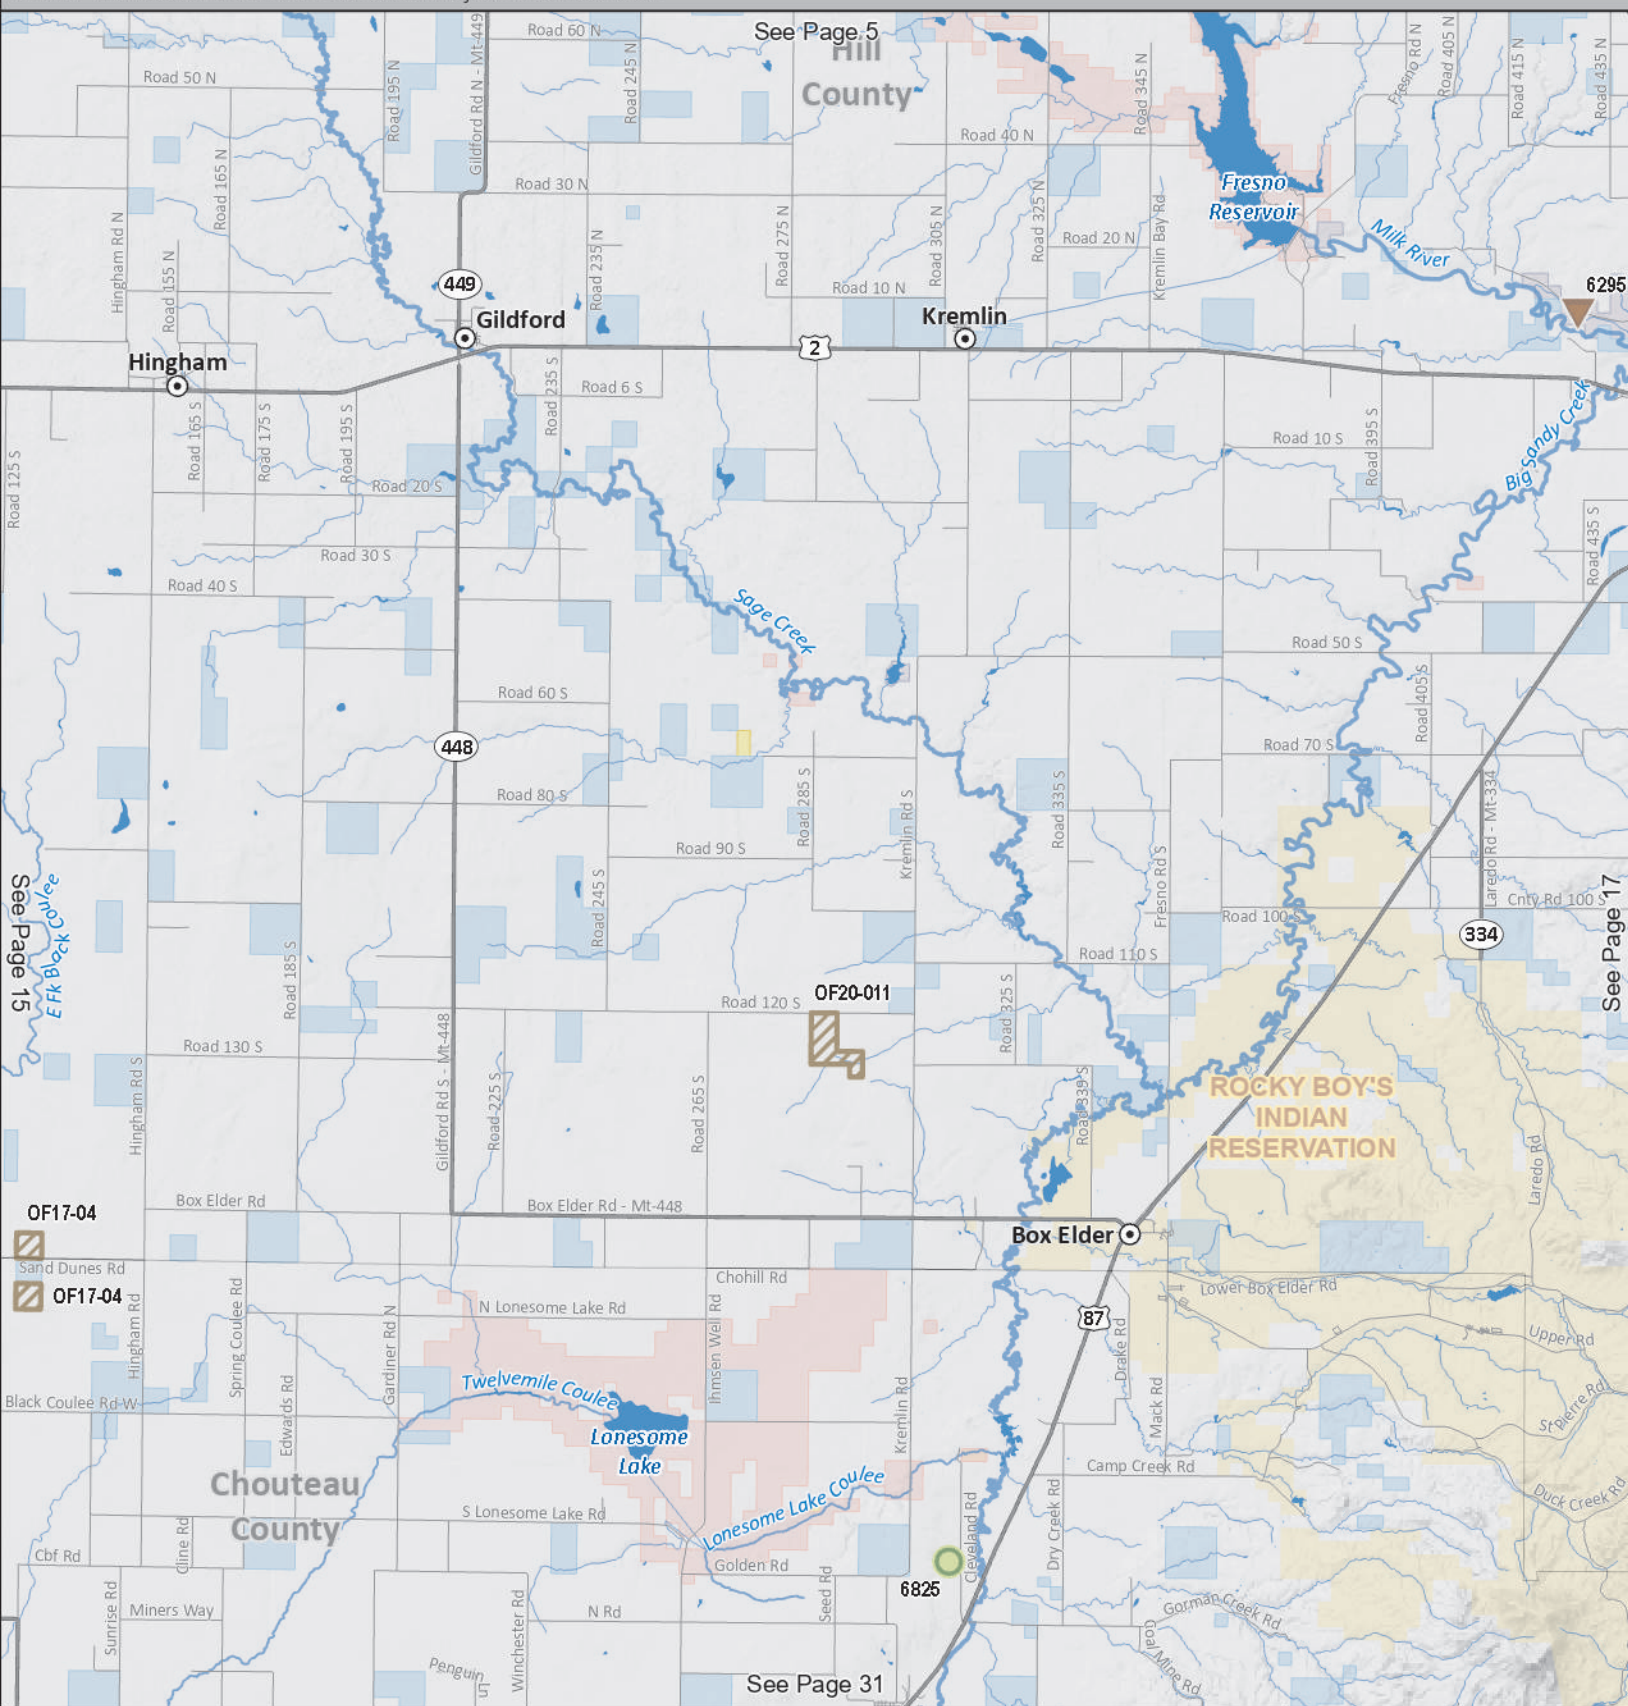 See Page 5
Hill
County
Road 60 N
Road 50 N
Road 195 N
Gildford Rd N - Mt-449
Road 245 N
Road 345 N
Fresno Rd N
Road 405 N
Road 415 N
Road 435 N
Road 40 N
Road 165 N
Road 30 N
Fresno
Reservoir
Hingham Rd N
Road 155 N
Road 235 N
Road 275 N
Road 305 N
Road 325 N
Road 20 N
Kremlin Bay Rd
Milk River
449
Road 10 N
6295
Gildford
Kremlin
2
Hingham
Road 6 S
Road 235 S
Road 125 S
Road 165 S
Road 175 S
Road 195 S
Road 20 S
Road 10 S
Road 395 S
Big Sandy Creek
Road 30 S
Road 435 S
Road 40 S
Sage Creek
Road 50 S
Road 60 S
Road 405 S
448
Road 70 S
Road 80 S
Road 285 S
Kremlin Rd S
Road 335 S
Laredo Rd - Mt-334
Road 90 S
Fresno Rd S
See Page 15
E Fk Black Coulee
Road 245 S
Road 100 S
Cnty Rd 100 S
See Page 17
334
Road 185 S
Road 110 S
OF20-011
Road 120 S
Road 325 S
Road 130 S
Hingham Rd S
Gildford Rd S - Mt-448
Road 225 S
Road 265 S
Road 339 S
ROCKY BOY'S
INDIAN
RESERVATION
Laredo Rd
Box Elder Rd
Box Elder Rd - Mt-448
OF17-04
Box Elder
Sand Dunes Rd
OF17-04
Chohill Rd
Lower Box Elder Rd
N Lonesome Lake Rd
Hingham Rd
Spring Coulee Rd
Gardiner Rd N
Ihmsen Well Rd
87
Drake Rd
Upper Rd
Black Coulee Rd W
Edwards Rd
Twelvemile Coulee
Kremlin Rd
Mack Rd
St Pierre Rd
Lonesome
Lake
Camp Creek Rd
Chouteau
County
Lonesome Lake Coulee
Duck Creek Rd
S Lonesome Lake Rd
Cline Rd
Cleveland Rd
Dry Creek Rd
Cbf Rd
Golden Rd
6825
Sunrise Rd
Miners Way
Winchester Rd
N Rd
Seed Rd
Gorman Creek Rd
Coal Mine Rd
Penguin
Ln
See Page 31